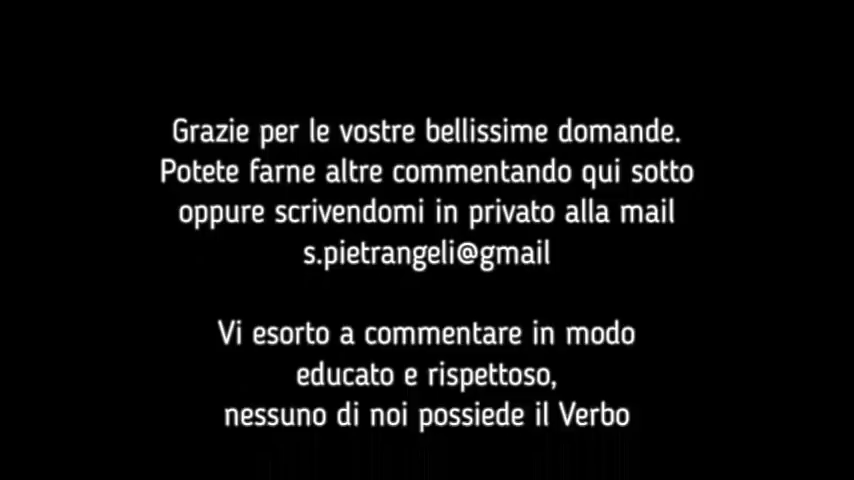 Grazie per le vostre bellissime domande.
Potete farne altre commentando qui sotto
oppure scrivendomi in privato alla mail
s.pietrangeli@gmail
Vi esorto a commentare in modo
educato e rispettoso,
nessuno di noi possiede il Verbo